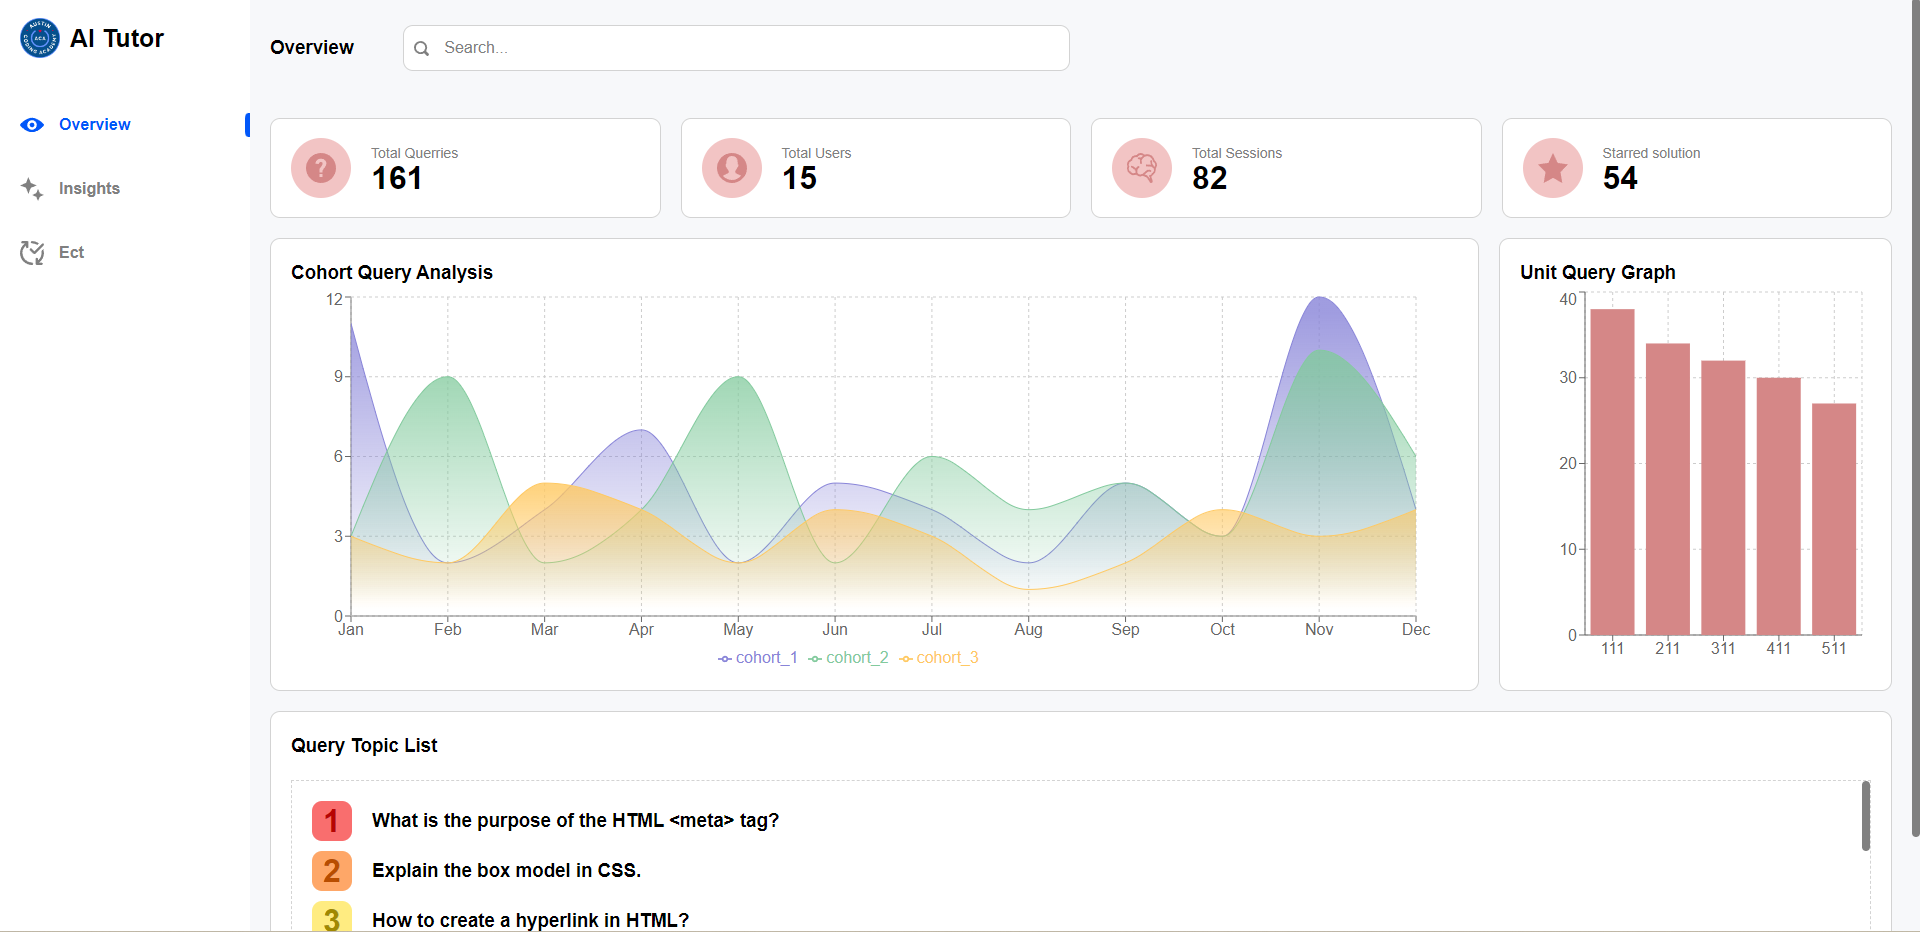 AUSTIN
ACA
CODING ACADEMY
AI Tutor
Overview
Search...
Overview
Insights
Ect
Total Querries
161
Total Users
15
Total Sessions
82
Starred solution
54
Cohort Query Analysis
12
9
6
3
0
Jan Feb Mar Apr May Jun Jul Aug Sep Oct Nov Dec
cohort_1 cohort_2 cohort_3
Unit Query Graph
40
30
20
10
0
111 211 311 411 511
Query Topic List
1 What is the purpose of the HTML <meta> tag?
2 Explain the box model in CSS.
3 How to create a hyperlink in HTML?